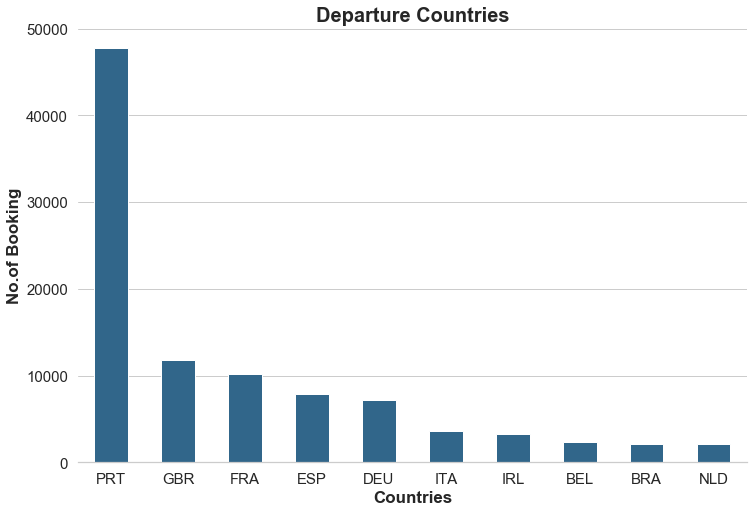 Departure Countries
50000
40000
30000
20000
10000
0
No.of Booking
PRT GBR FRA ESP DEU ITA IRL BEL BRA NLD
Countries